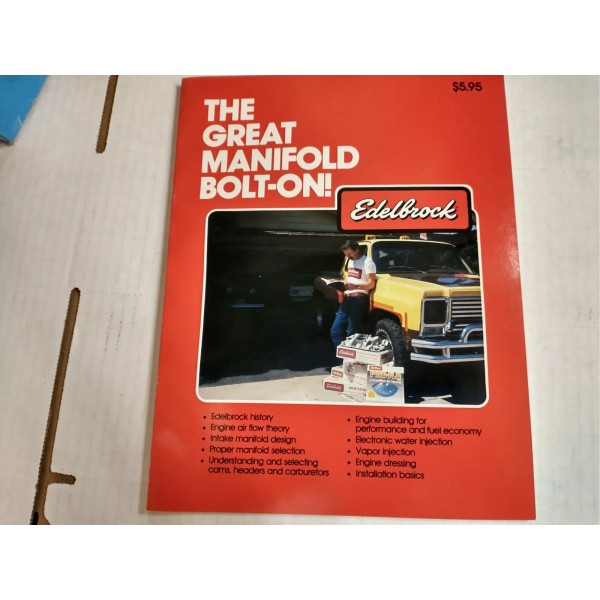 $5.95
THE
GREAT
MANIFOLD
BOLT-ON!
Edelbrock
• Edelbrock history
• Engine air flow theory
• Intake manifold design
• Proper manifold selection
• Understanding and selecting
cams, headers and carburetors
• Engine building for
performance and fuel economy
• Electronic water injection
• Vapor injection
• Engine dressing
• Installation basics